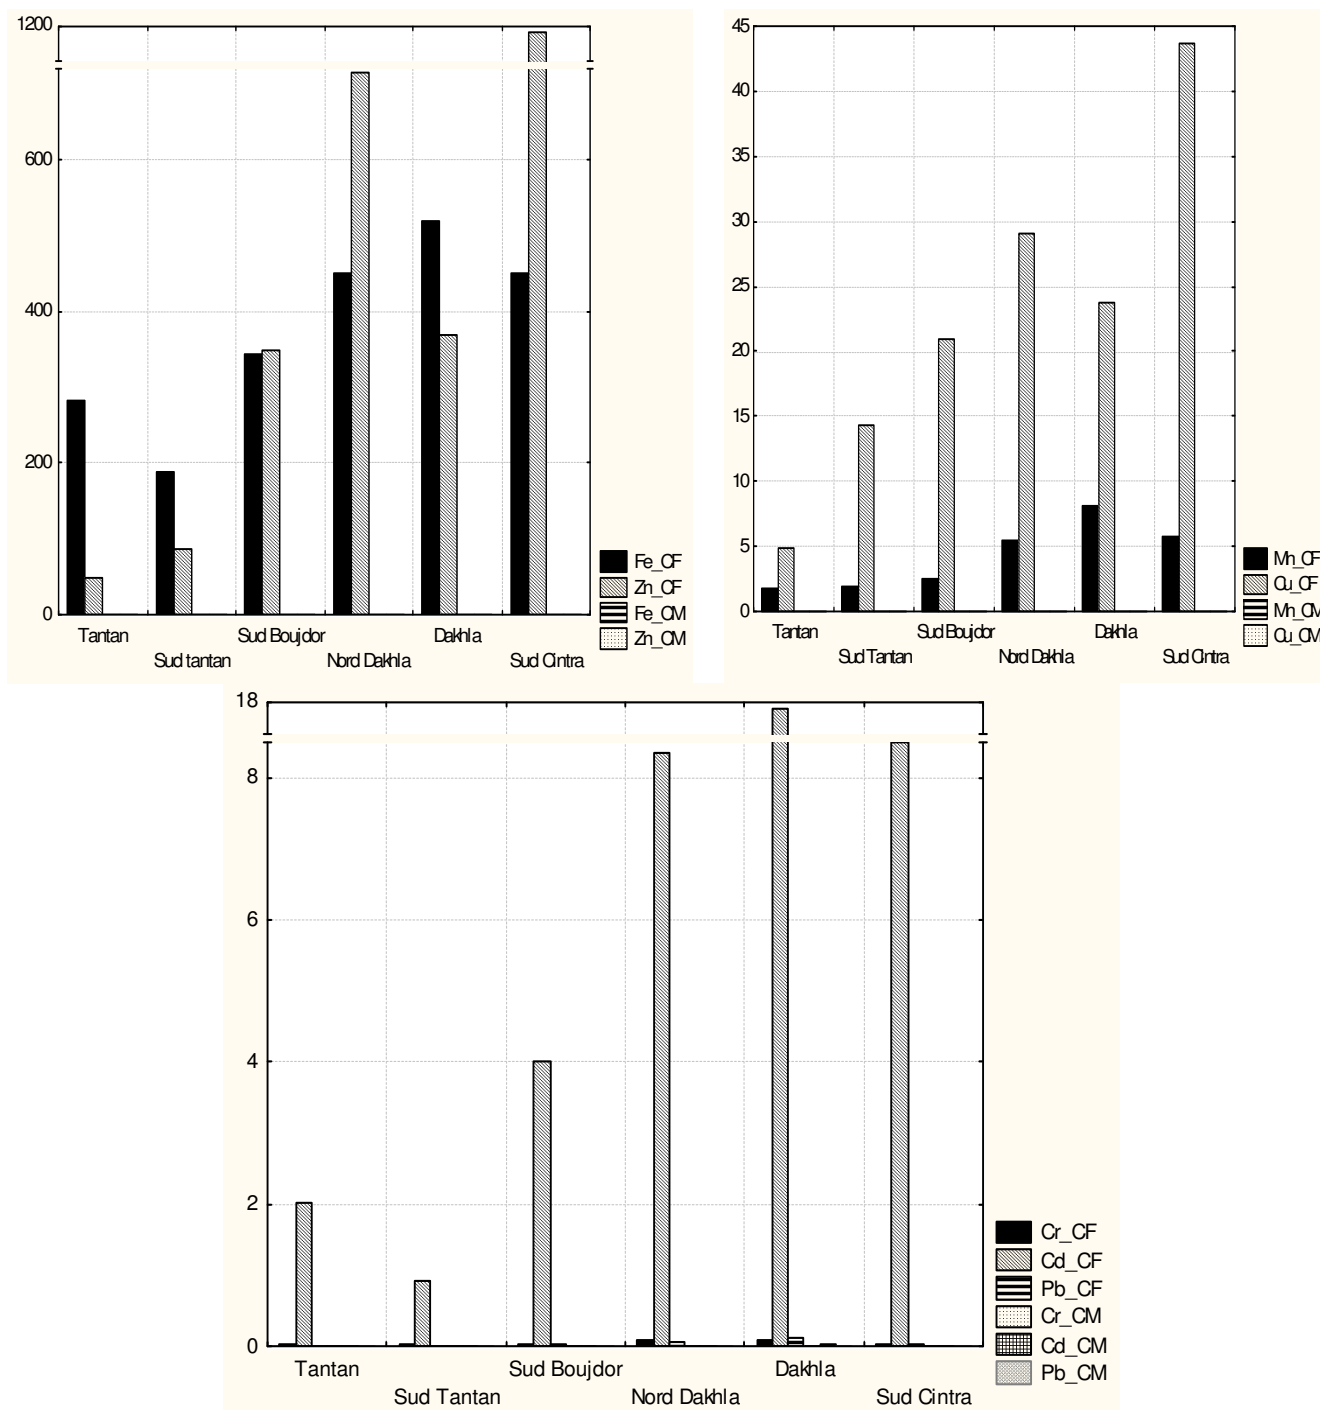 1200
600
400
200
0
Tantan
Sud Boujdor
Dakhla
Sud tantan
Nord Dakhla
Sud Cintra
Fe_CF
Zn_CF
Fe_CM
Zn_CM
45
40
35
30
25
20
15
10
5
0
Tantan
Sud Boujdor
Dakhla
Sud Tantan
Nord Dakhla
Sud Cintra
Mn_CF
Cu_CF
Mn_CM
Cu_CM
18
8
6
4
2
0
Tantan
Sud Boujdor
Dakhla
Sud Tantan
Nord Dakhla
Sud Cintra
Cr_CF
Cd_CF
Pb_CF
Cr_CM
Cd_CM
Pb_CM